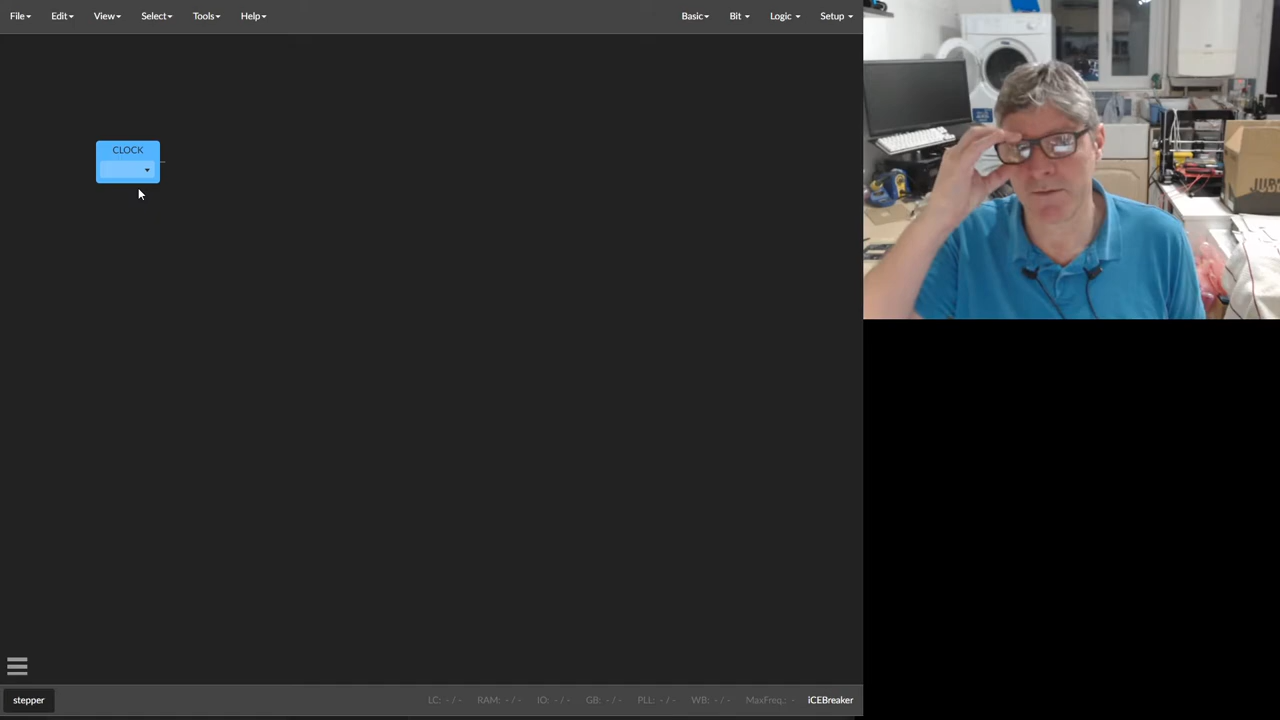 File Edit View Select Tools Help Basic Bit Logic Setup
CLOCK
stepper LC: - / - RAM: - / - IO: - / - GB: - / - PLL: - / - WB: - / - MaxFreq.: - iCEBreaker